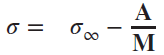 σ = σ∞ − A/M